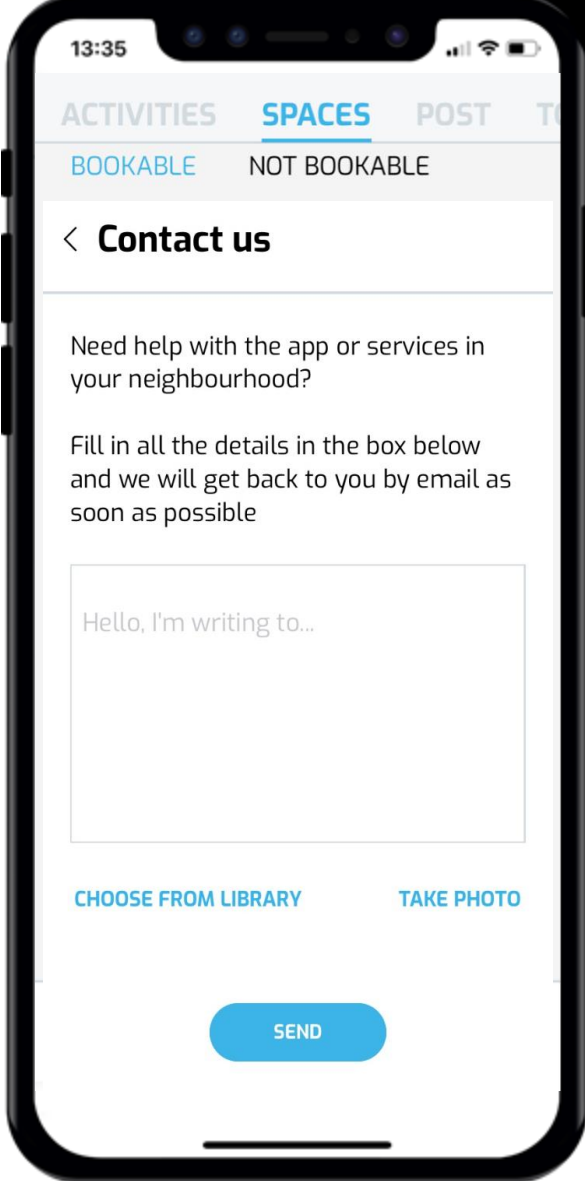 13:35
ACTIVITIES SPACES POST
BOOKABLE NOT BOOKABLE
Contact us
Need help with the app or services in
your neighbourhood?
Fill in all the details in the box below
and we will get back to you by email as
soon as possible
Hello, I'm writing to...
CHOOSE FROM LIBRARY TAKE PHOTO
SEND